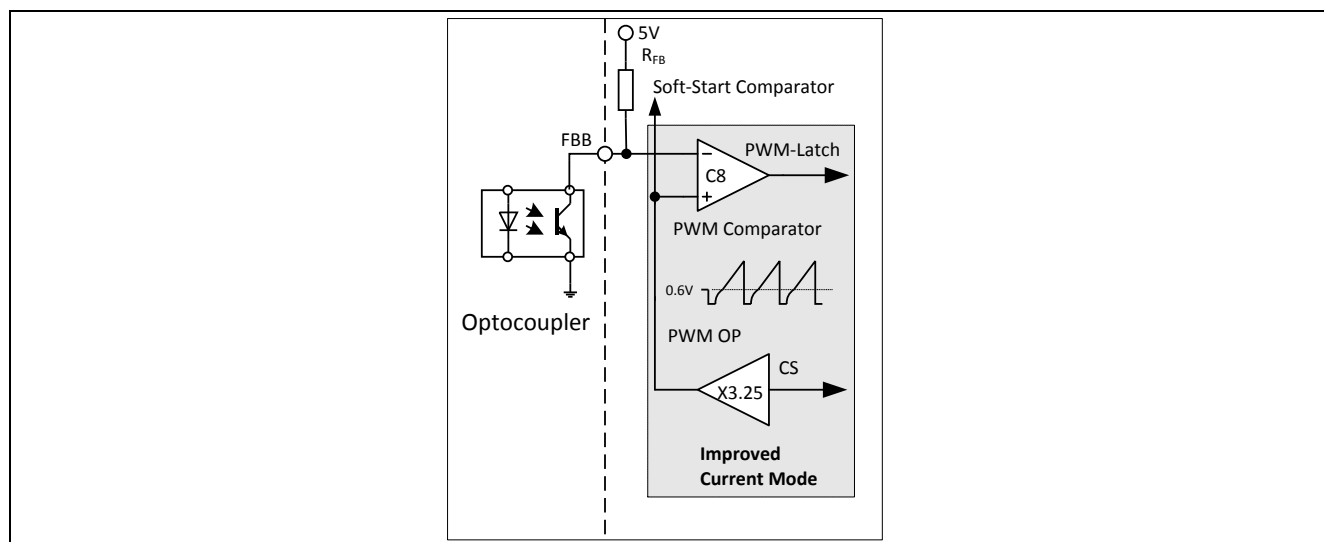 5V
R_FB
Soft-Start Comparator
FBB
PWM-Latch
C8
PWM Comparator
0.6V
Optocoupler
PWM OP
CS
X3.25
Improved
Current Mode